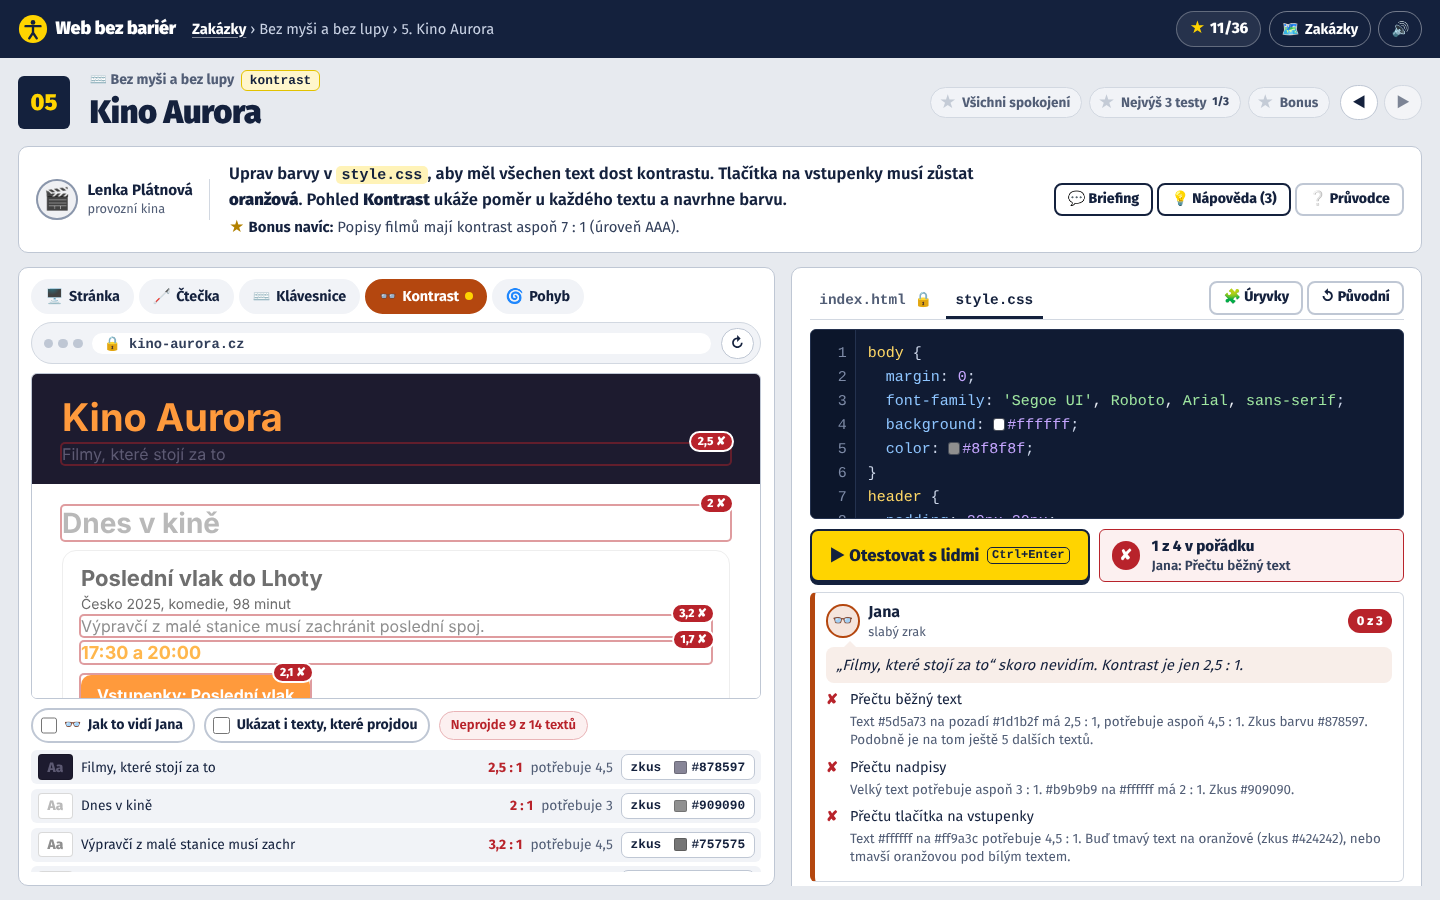 Web bez bariér
Zakázky › Bez myši a bez lupy › 5. Kino Aurora
★ 11/36
Zakázky
05
Bez myši a bez lupy kontrast
Kino Aurora
★ Všichni spokojení
★ Nejvýš 3 testy 1/3
★ Bonus
◀
▶
Lenka Plátnová
provozní kina
Uprav barvy v style.css, aby měl všechen text dost kontrastu. Tlačítka na vstupenky musí zůstat
oranžová. Pohled Kontrast ukáže poměr u každého textu a navrhne barvu.
★ Bonus navíc: Popisy filmů mají kontrast aspoň 7 : 1 (úroveň AAA).
Briefing
Nápověda (3)
Průvodce
Stránka
Čtečka
Klávesnice
Kontrast
Pohyb
kino-aurora.cz
Kino Aurora
2,5 ✘
Filmy, které stojí za to
2 ✘
Dnes v kině
Poslední vlak do Lhoty
Česko 2025, komedie, 98 minut
3,2 ✘
Výpravčí z malé stanice musí zachránit poslední spoj.
1,7 ✘
17:30 a 20:00
2,1 ✘
Vstupenky: Poslední vlak
Jak to vidí Jana
Ukázat i texty, které projdou
Neprojde 9 z 14 textů
Aa Filmy, které stojí za to 2,5 : 1 potřebuje 4,5 zkus #878597
Aa Dnes v kině 2 : 1 potřebuje 3 zkus #909090
Aa Výpravčí z malé stanice musí zachr 3,2 : 1 potřebuje 4,5 zkus #757575
index.html
style.css
Úryvky
↺ Původní
1 body {
2 margin: 0;
3 font-family: 'Segoe UI', Roboto, Arial, sans-serif;
4 background: #ffffff;
5 color: #8f8f8f;
6 }
7 header {
▶ Otestovat s lidmi Ctrl+Enter
✘ 1 z 4 v pořádku
Jana: Přečtu běžný text
Jana
slabý zrak
0 z 3
„Filmy, které stojí za to“ skoro nevidím. Kontrast je jen 2,5 : 1.
✘ Přečtu běžný text
Text #5d5a73 na pozadí #1d1b2f má 2,5 : 1, potřebuje aspoň 4,5 : 1. Zkus barvu #878597.
Podobně je na tom ještě 5 dalších textů.
✘ Přečtu nadpisy
Velký text potřebuje aspoň 3 : 1. #b9b9b9 na #ffffff má 2 : 1. Zkus #909090.
✘ Přečtu tlačítka na vstupenky
Text #ffffff na #ff9a3c potřebuje 4,5 : 1. Buď tmavý text na oranžové (zkus #424242), nebo
tmavší oranžovou pod bílým textem.